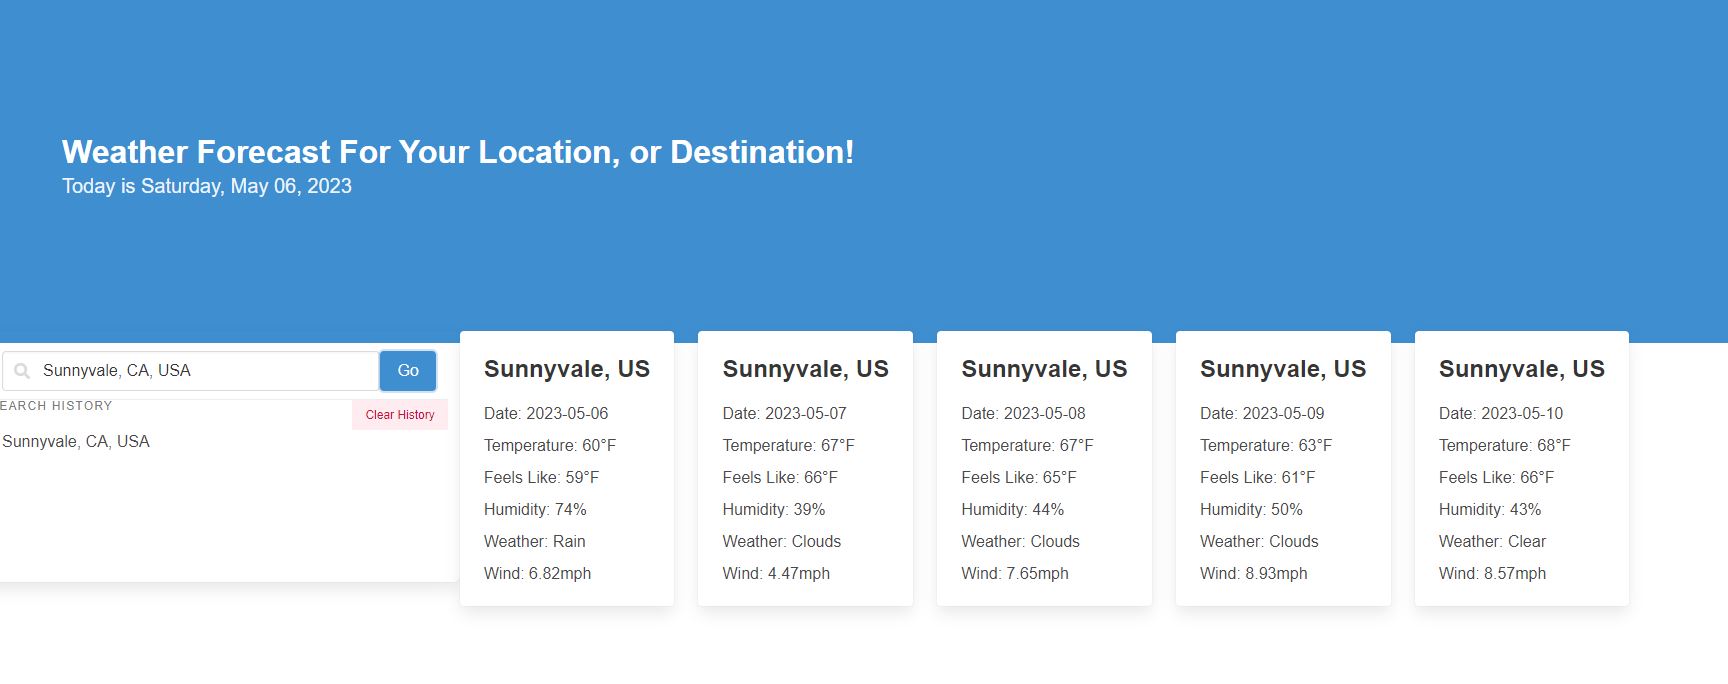 Weather Forecast For Your Location, or Destination!
Today is Saturday, May 06, 2023
Sunnyvale, CA, USA
Go
EARCH HISTORY
Clear History
Sunnyvale, CA, USA
Sunnyvale, US
Date: 2023-05-06
Temperature: 60°F
Feels Like: 59°F
Humidity: 74%
Weather: Rain
Wind: 6.82mph
Sunnyvale, US
Date: 2023-05-07
Temperature: 67°F
Feels Like: 66°F
Humidity: 39%
Weather: Clouds
Wind: 4.47mph
Sunnyvale, US
Date: 2023-05-08
Temperature: 67°F
Feels Like: 65°F
Humidity: 44%
Weather: Clouds
Wind: 7.65mph
Sunnyvale, US
Date: 2023-05-09
Temperature: 63°F
Feels Like: 61°F
Humidity: 50%
Weather: Clouds
Wind: 8.93mph
Sunnyvale, US
Date: 2023-05-10
Temperature: 68°F
Feels Like: 66°F
Humidity: 43%
Weather: Clear
Wind: 8.57mph